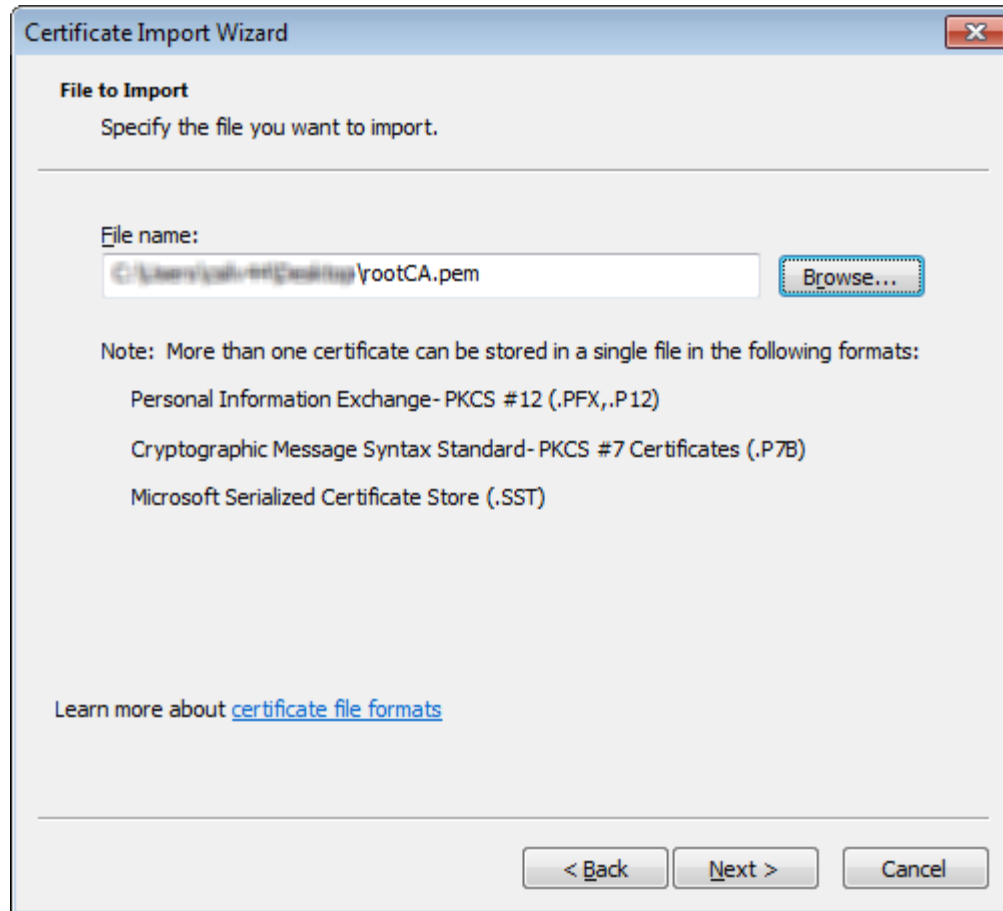 Certificate Import Wizard
File to Import
Specify the file you want to import.
File name:
\rootCA.pem
Browse...
Note: More than one certificate can be stored in a single file in the following formats:
Personal Information Exchange- PKCS #12 (.PFX,.P12)
Cryptographic Message Syntax Standard- PKCS #7 Certificates (.P7B)
Microsoft Serialized Certificate Store (.SST)
Learn more about certificate file formats
< Back
Next >
Cancel